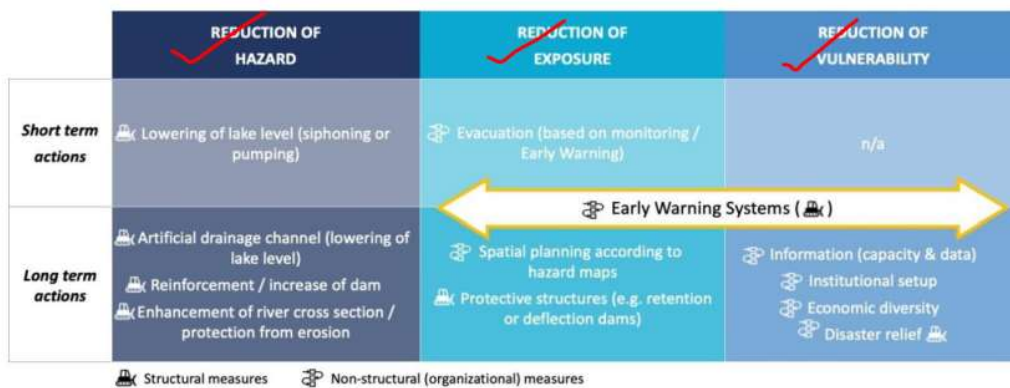 REDUCTION OF
HAZARD
REDUCTION OF
EXPOSURE
REDUCTION OF
VULNERABILITY
Short term
actions
Lowering of lake level (siphoning or
pumping)
Evacuation (based on monitoring /
Early Warning)
n/a
Early Warning Systems ( )
Long term
actions
Artificial drainage channel (lowering of
lake level)
Reinforcement / increase of dam
Enhancement of river cross section /
protection from erosion
Spatial planning according to
hazard maps
Protective structures (e.g. retention
or deflection dams)
Information (capacity & data)
Institutional setup
Economic diversity
Disaster relief
Structural measures
Non-structural (organizational) measures